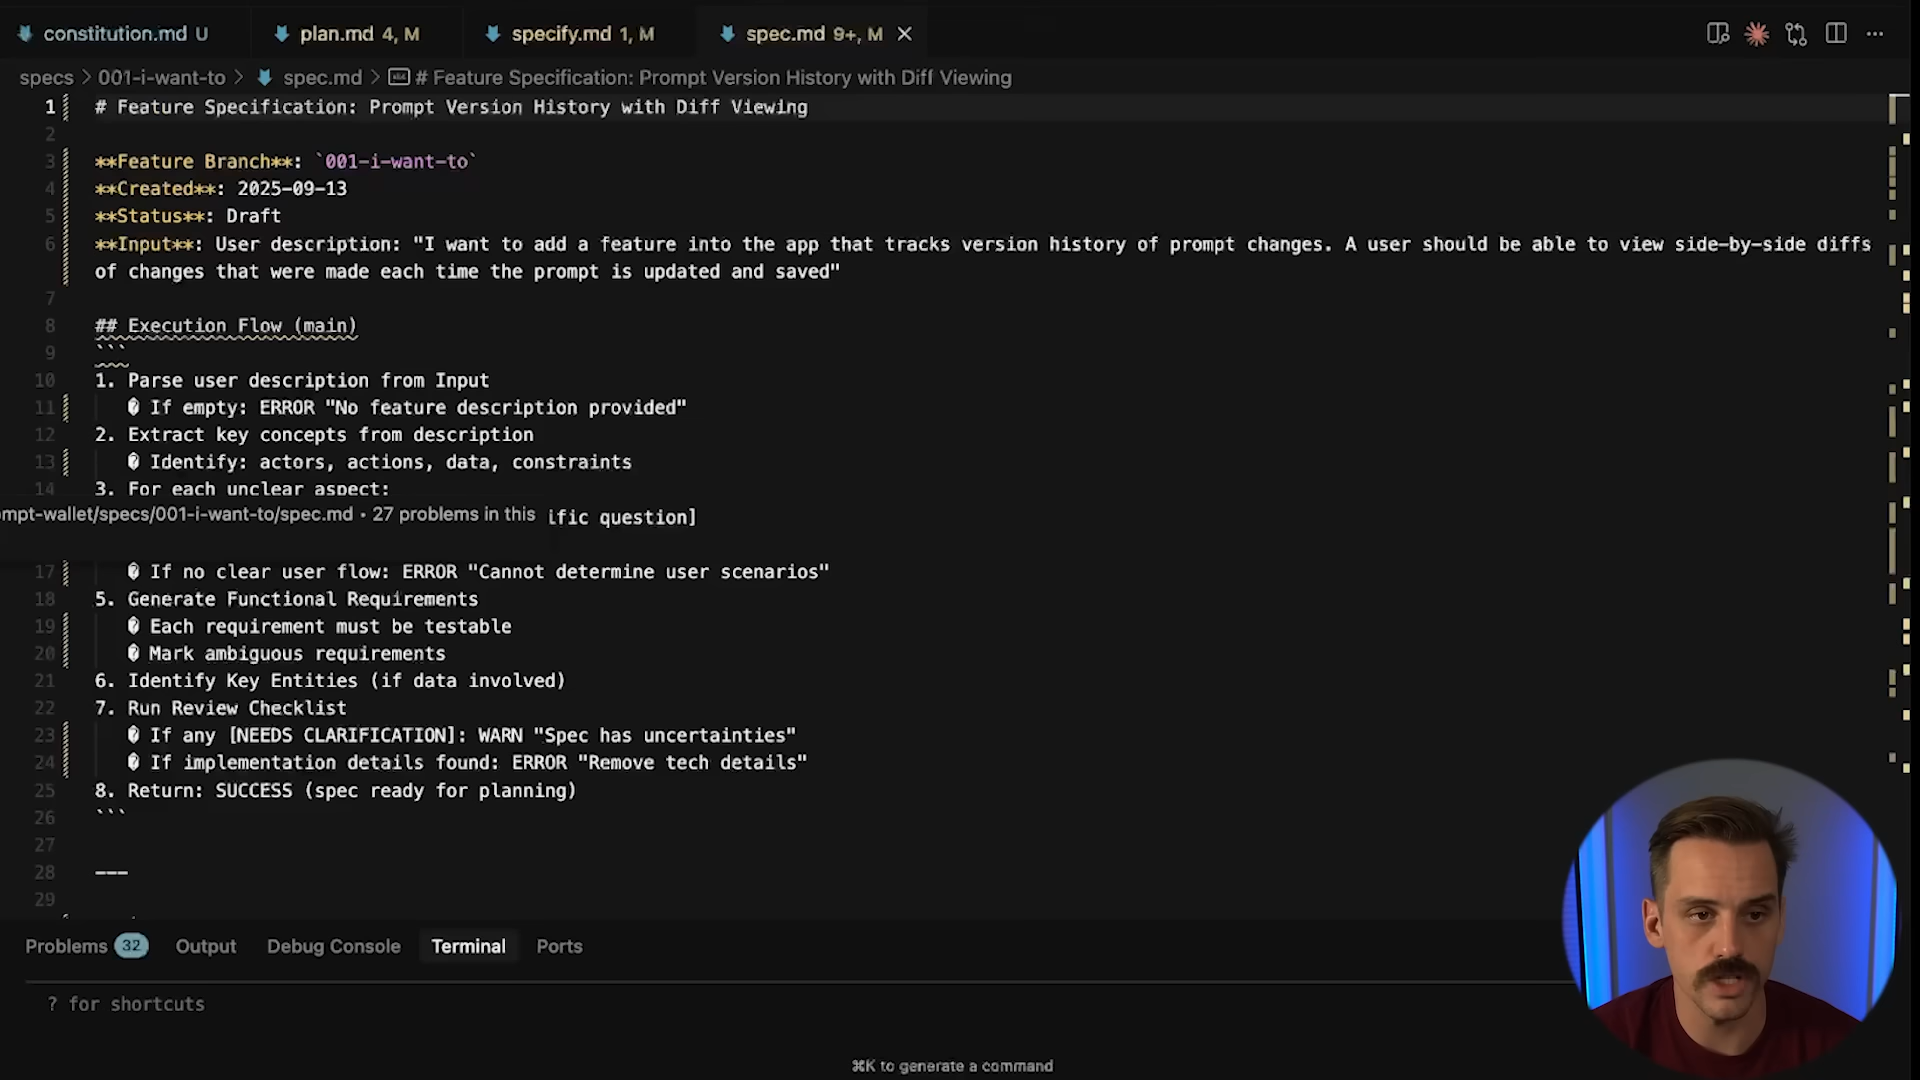 constitution.md U
plan.md 4, M
specify.md 1, M
spec.md 9+, M
specs > 001-i-want-to > spec.md > # Feature Specification: Prompt Version History with Diff Viewing
1 # Feature Specification: Prompt Version History with Diff Viewing
2
3 **Feature Branch**: `001-i-want-to`
4 **Created**: 2025-09-13
5 **Status**: Draft
6 **Input**: User description: "I want to add a feature into the app that tracks version history of prompt changes. A user should be able to view side-by-side diffs
of changes that were made each time the prompt is updated and saved"
7
8 ## Execution Flow (main)
9 ```
10 1. Parse user description from Input
11 � If empty: ERROR "No feature description provided"
12 2. Extract key concepts from description
13 � Identify: actors, actions, data, constraints
14 3. For each unclear aspect:
mpt-wallet/specs/001-i-want-to/spec.md • 27 problems in this ific question]
17 � If no clear user flow: ERROR "Cannot determine user scenarios"
18 5. Generate Functional Requirements
19 � Each requirement must be testable
20 � Mark ambiguous requirements
21 6. Identify Key Entities (if data involved)
22 7. Run Review Checklist
23 � If any [NEEDS CLARIFICATION]: WARN "Spec has uncertainties"
24 � If implementation details found: ERROR "Remove tech details"
25 8. Return: SUCCESS (spec ready for planning)
26 ```
27
28 ---
29
Problems 32 Output Debug Console Terminal Ports
? for shortcuts
⌘K to generate a command